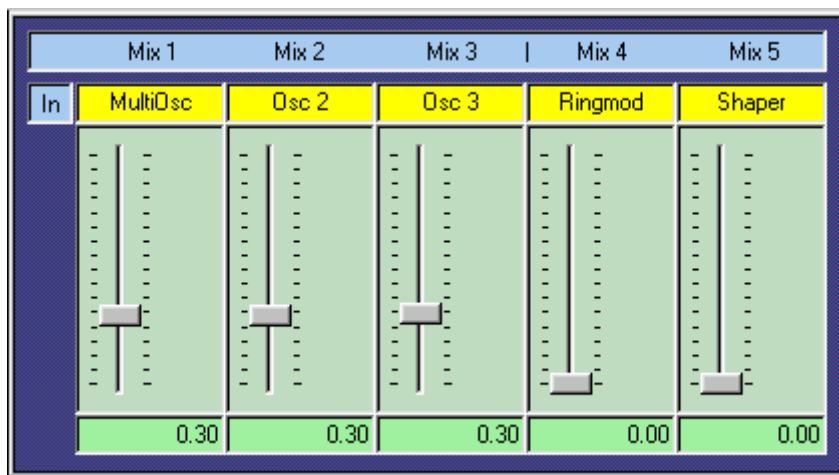 Mix 1 Mix 2 Mix 3 | Mix 4 Mix 5
In MultiOsc Osc 2 Osc 3 Ringmod Shaper
0.30 0.30 0.30 0.00 0.00